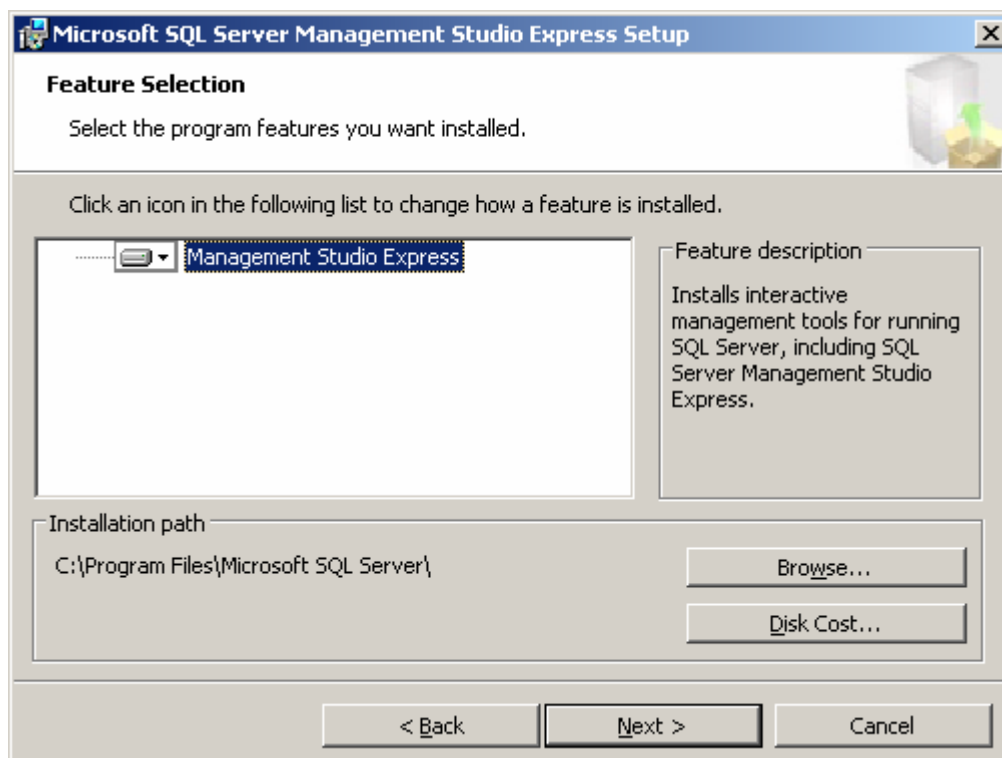 Microsoft SQL Server Management Studio Express Setup
Feature Selection
Select the program features you want installed.
Click an icon in the following list to change how a feature is installed.
Management Studio Express
Feature description
Installs interactive
management tools for running
SQL Server, including SQL
Server Management Studio
Express.
Installation path
C:\Program Files\Microsoft SQL Server\
Browse...
Disk Cost...
< Back
Next >
Cancel